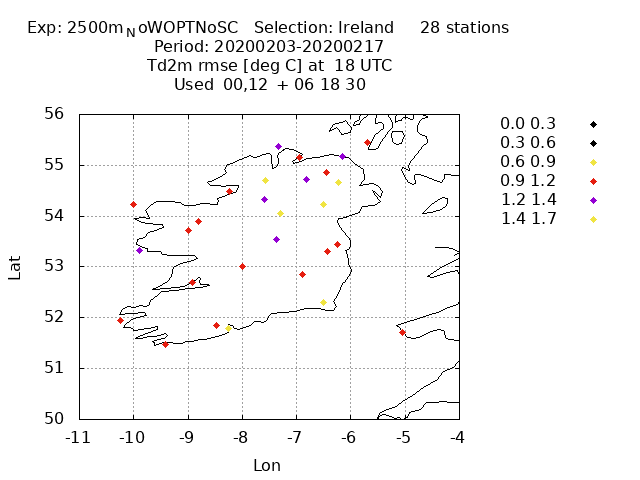 Exp: 2500m_NoWOPTNoSC Selection: Ireland 28 stations
Period: 20200203-20200217
Td2m rmse [deg C] at 18 UTC
Used 00,12 + 06 18 30
56
55
54
53
52
51
50
-11 -10 -9 -8 -7 -6 -5 -4
Lat
Lon
0.0 0.3
0.3 0.6
0.6 0.9
0.9 1.2
1.2 1.4
1.4 1.7